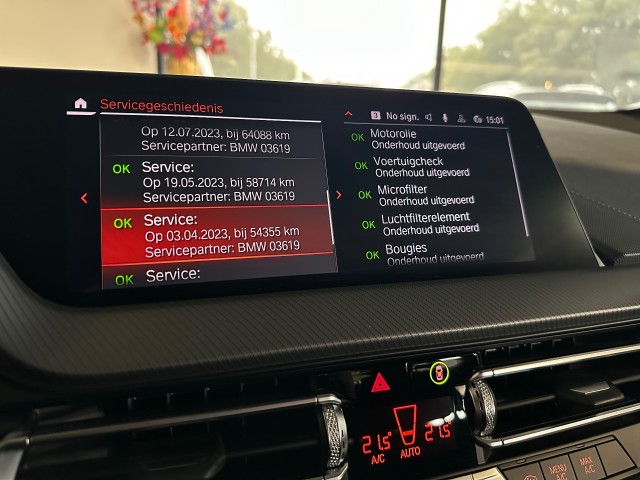 Servicegeschiedenis
3 No sign. 15:01
Op 12.07.2023, bij 64088 km
Servicepartner: BMW 03619
OK Service:
Op 19.05.2023, bij 58714 km
Servicepartner: BMW 03619
OK Service:
Op 03.04.2023, bij 54355 km
Servicepartner: BMW 03619
OK Service:
OK Motorolie
Onderhoud uitgevoerd
OK Voertuigcheck
Onderhoud uitgevoerd
OK Microfilter
Onderhoud uitgevoerd
OK Luchtfilterelement
Onderhoud uitgevoerd
OK Bougies
Onderhoud uitgevoerd
21.5° 21.5°
A/C AUTO
MENU MAX
A/C A/C